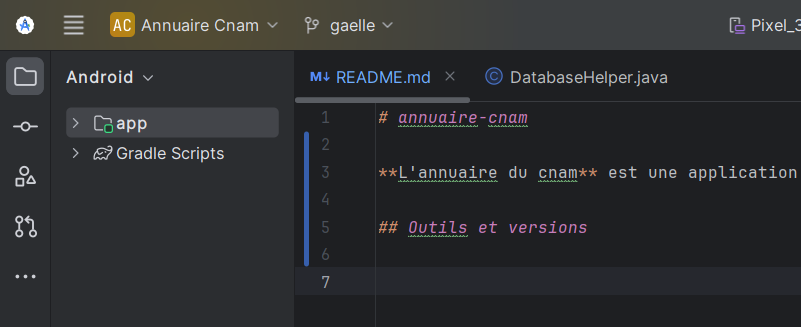 AC Annuaire Cnam gaelle Pixel_3
Android
app
Gradle Scripts
M↓ README.md × C DatabaseHelper.java
1 # annuaire-cnam
2
3 **L'annuaire du cnam** est une application
4
5 ## Outils et versions
6
7